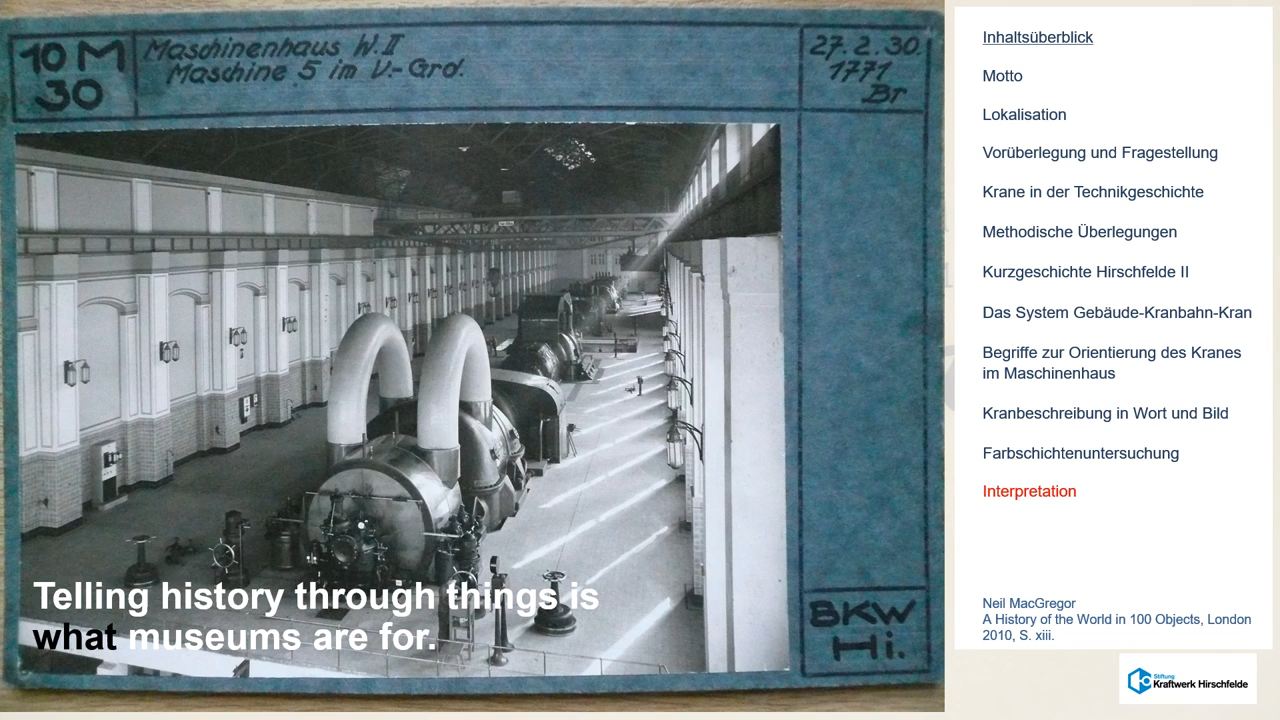 10 M
30
Maschinenhaus W. II
Maschine 5 im V.-Grd.
27. 2. 30.
1771
Br
BKW
Hi.
Telling history through things is
what museums are for.
Inhaltsüberblick
Motto
Lokalisation
Vorüberlegung und Fragestellung
Krane in der Technikgeschichte
Methodische Überlegungen
Kurzgeschichte Hirschfelde II
Das System Gebäude-Kranbahn-Kran
Begriffe zur Orientierung des Kranes
im Maschinenhaus
Kranbeschreibung in Wort und Bild
Farbschichtenuntersuchung
Interpretation
Neil MacGregor
A History of the World in 100 Objects, London
2010, S. xiii.
Stiftung
Kraftwerk Hirschfelde